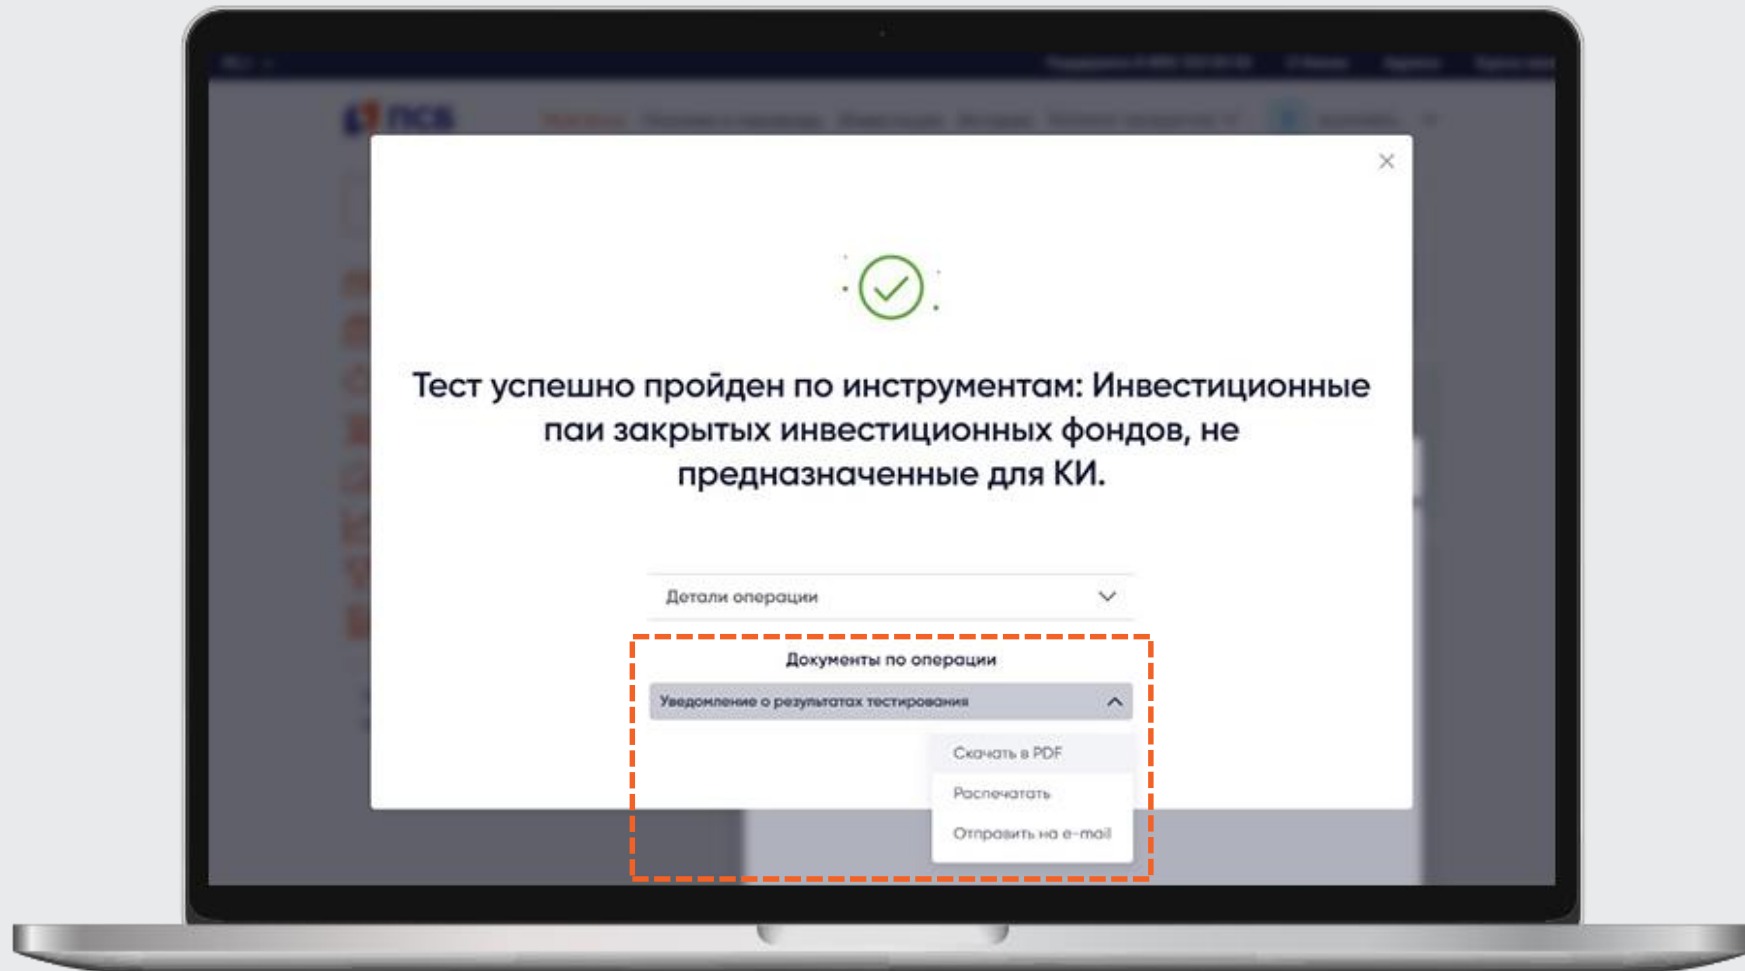 ПСБ
Тест успешно пройден по инструментам: Инвестиционные
паи закрытых инвестиционных фондов, не
предназначенные для КИ.
Детали операции
Документы по операции
Уведомление о результатах тестирования
Скачать в PDF
Распечатать
Отправить на e-mail